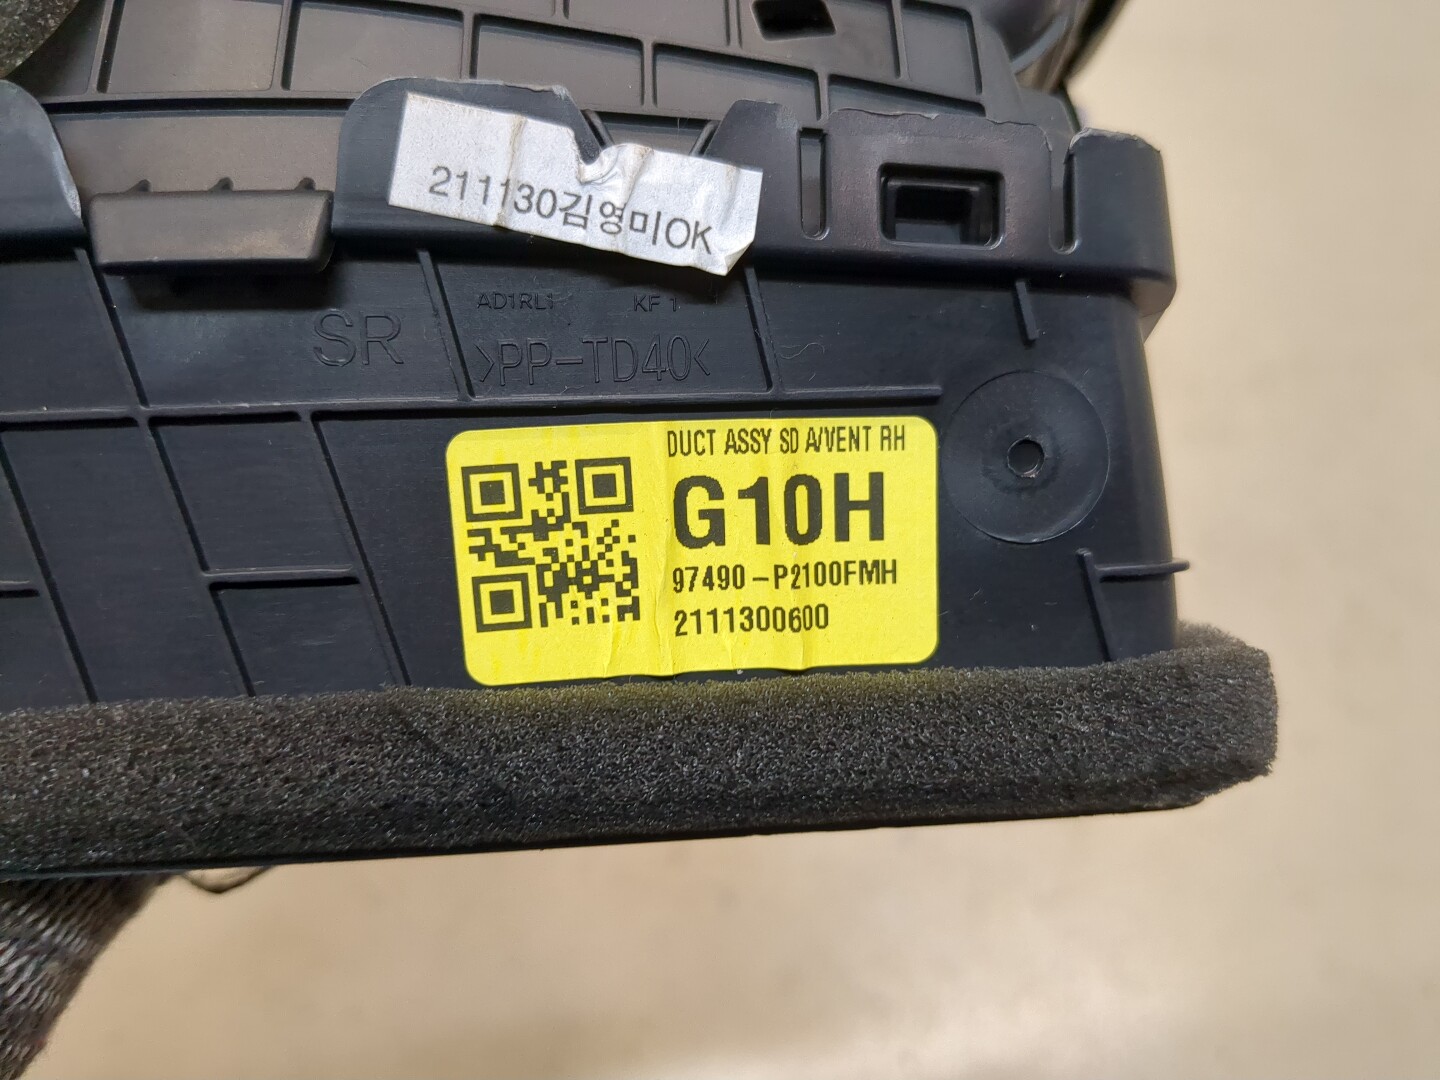 211130김영미OK
AD1RL1 KF 1
SR
>PP-TD40<
DUCT ASSY SD A/VENT RH
G10H
97490-P2100FMH
2111300600